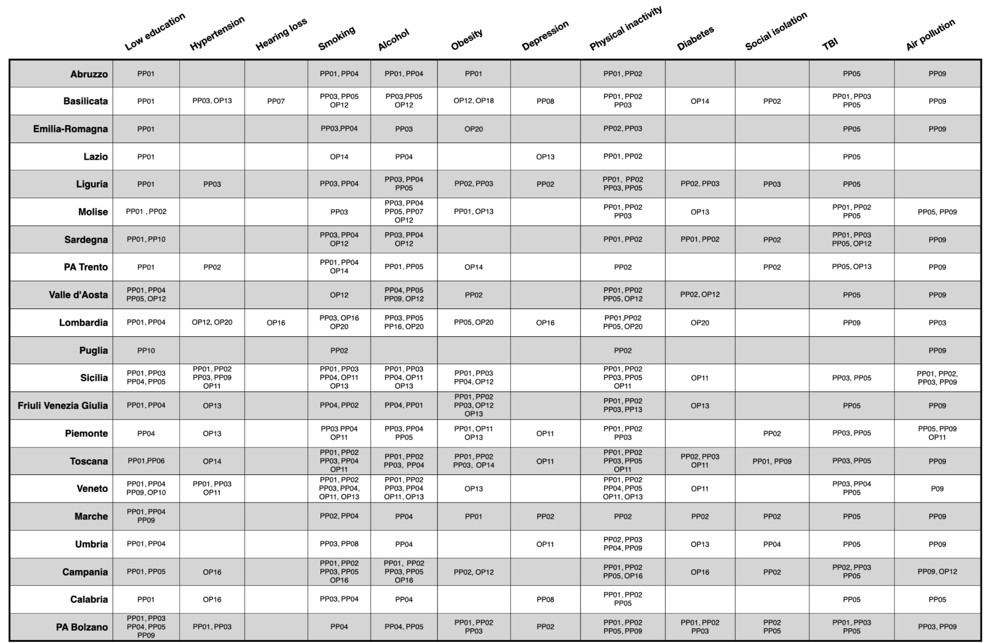 Low education Hypertension Hearing loss Smoking Alcohol Obesity Depression Physical inactivity Diabetes Social isolation TBI Air pollution
Abruzzo PP01 PP01, PP04 PP01, PP04 PP01 PP01, PP02 PP05 PP09
Basilicata PP01 PP03, OP13 PP07 PP03, PP05 PP03,PP05 OP12, OP18 PP08 PP01, PP02 OP14 PP02 PP01, PP03 PP09
OP12 OP12 PP03 PP05
Emilia-Romagna PP01 PP03,PP04 PP03 OP20 PP02, PP03 PP05 PP09
Lazio PP01 OP14 PP04 OP13 PP01, PP02 PP05
Liguria PP01 PP03 PP03, PP04 PP03, PP04 PP02, PP03 PP02 PP01, PP02 PP02, PP03 PP03 PP05
PP05 PP03, PP05
PP03, PP04
Molise PP01 , PP02 PP03 PP05, PP07 PP01, OP13 PP01, PP02 OP13 PP01, PP02 PP05, PP09
OP12 PP03 PP05
Sardegna PP01, PP10 PP03, PP04 PP03, PP04 PP01, PP02 PP01, PP02 PP02 PP01, PP03 PP09
OP12 OP12 PP05, OP12
PA Trento PP01 PP02 PP01, PP04 PP01, PP05 OP14 PP02 PP02 PP05, OP13 PP09
OP14
Valle d'Aosta PP01, PP04 OP12 PP04, PP05 PP02 PP01, PP02 PP02, OP12 PP05 PP09
PP05, OP12 PP09, OP12 PP05, OP12
Lombardia PP01, PP04 OP12, OP20 OP16 PP03, OP16 PP03, PP05 PP05, OP20 OP16 PP01,PP02 OP20 PP09 PP03
OP20 PP16, OP20 PP05, OP20
Puglia PP10 PP02 PP02 PP09
PP01, PP02 PP01, PP03 PP01, PP03 PP01, PP02
Sicilia PP01, PP03 PP03, PP09 PP04, OP11 PP04, OP11 PP01, PP03 PP03, PP05 OP11 PP03, PP05 PP01, PP02,
PP04, PP05 OP11 OP13 OP13 PP04, OP12 OP11 PP03, PP09
PP01, PP02
Friuli Venezia Giulia PP01, PP04 OP13 PP04, PP02 PP04, PP01 PP03, OP12 PP01, PP02 OP13 PP05 PP09
OP13 PP03, PP13
Piemonte PP04 OP13 PP03 PP04 PP03, PP04 PP01, OP11 OP11 PP01, PP02 PP02 PP03, PP05 PP05, PP09
OP11 PP05 OP13 PP03 OP11
PP01, PP02 PP01, PP02
Toscana PP01,PP06 OP14 PP03, PP04 PP01, PP02 PP01, PP02 OP11 PP03, PP05 PP02, PP03 PP01, PP09 PP03, PP05 PP09
OP11 PP03, PP04 PP03, OP14 OP11 OP11
PP01, PP02 PP01, PP02 PP01, PP02
Veneto PP01, PP04 PP01, PP03 PP03, PP04, PP03, PP04 OP13 PP04, PP05 OP11 PP03, PP04 P09
PP09, OP10 OP11 OP11, OP13 OP11, OP13 OP11, OP13 PP05
Marche PP01, PP04 PP02, PP04 PP04 PP01 PP02 PP02 PP02 PP02 PP05 PP09
PP09
Umbria PP01, PP04 PP03, PP08 PP04 OP11 PP02, PP03 OP13 PP04 PP05 PP09
PP04, PP09
PP01, PP02 PP01, PP02
Campania PP01, PP05 OP16 PP03, PP05 PP03, PP05 PP02, OP12 PP01, PP02 OP16 PP02 PP02, PP03 PP09, OP12
OP16 OP16 PP05, OP16 PP05
Calabria PP01 OP16 PP03, PP04 PP04 PP08 PP01, PP02 PP05 PP05
PP05
PP01, PP03
PA Bolzano PP04, PP05 PP01, PP03 PP04 PP04, PP05 PP01, PP02 PP02 PP01, PP02 PP01, PP02 PP02 PP01, PP03 PP03, PP09
PP09 PP03 PP05, PP09 PP03 PP05 PP05